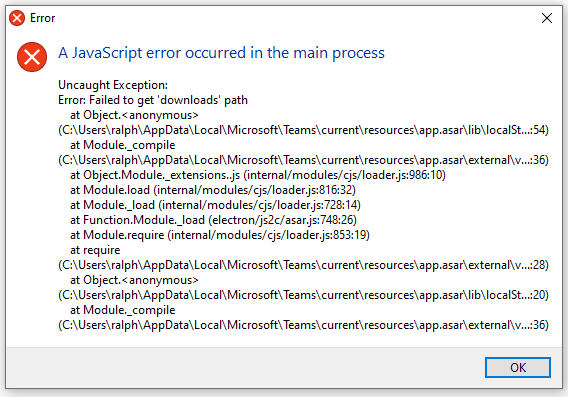 Error
A JavaScript error occurred in the main process
Uncaught Exception:
Error: Failed to get 'downloads' path
at Object.<anonymous>
(C:\Users\ralph\AppData\Local\Microsoft\Teams\current\resources\app.asar\lib\localSt...:54)
at Module._compile
(C:\Users\ralph\AppData\Local\Microsoft\Teams\current\resources\app.asar\external\v...:36)
at Object.Module._extensions..js (internal/modules/cjs/loader.js:986:10)
at Module.load (internal/modules/cjs/loader.js:816:32)
at Module._load (internal/modules/cjs/loader.js:728:14)
at Function.Module._load (electron/js2c/asar.js:748:26)
at Module.require (internal/modules/cjs/loader.js:853:19)
at require
(C:\Users\ralph\AppData\Local\Microsoft\Teams\current\resources\app.asar\external\v...:28)
at Object.<anonymous>
(C:\Users\ralph\AppData\Local\Microsoft\Teams\current\resources\app.asar\lib\localSt...:20)
at Module._compile
(C:\Users\ralph\AppData\Local\Microsoft\Teams\current\resources\app.asar\external\v...:36)
OK